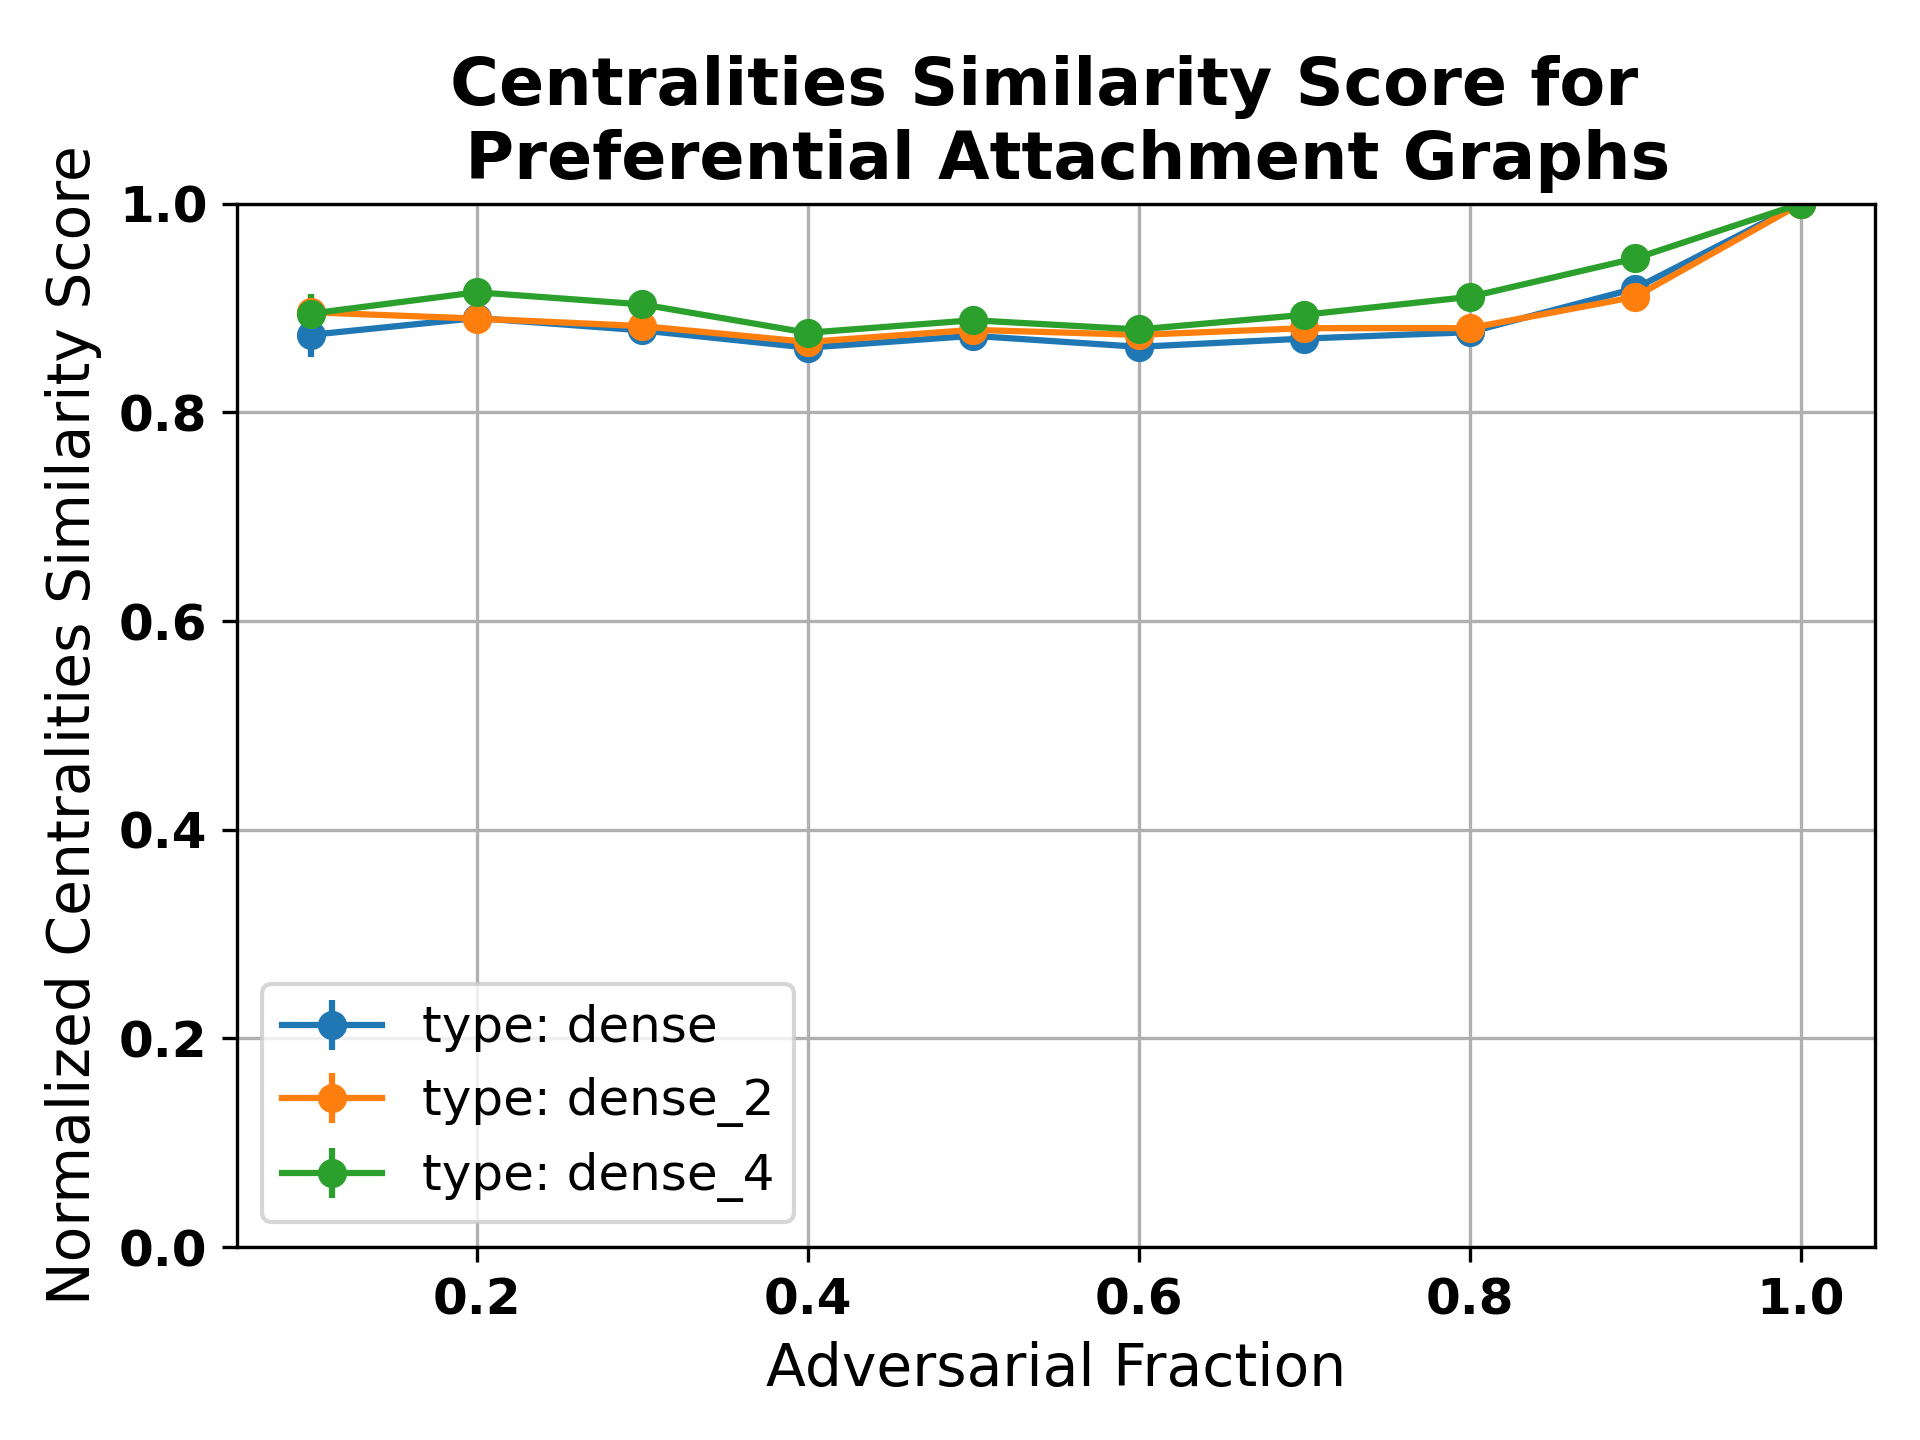 Centralities Similarity Score for
Preferential Attachment Graphs
Normalized Centralities Similarity Score
1.0
0.8
0.6
0.4
0.2
0.0
type: dense
type: dense_2
type: dense_4
0.2 0.4 0.6 0.8 1.0
Adversarial Fraction